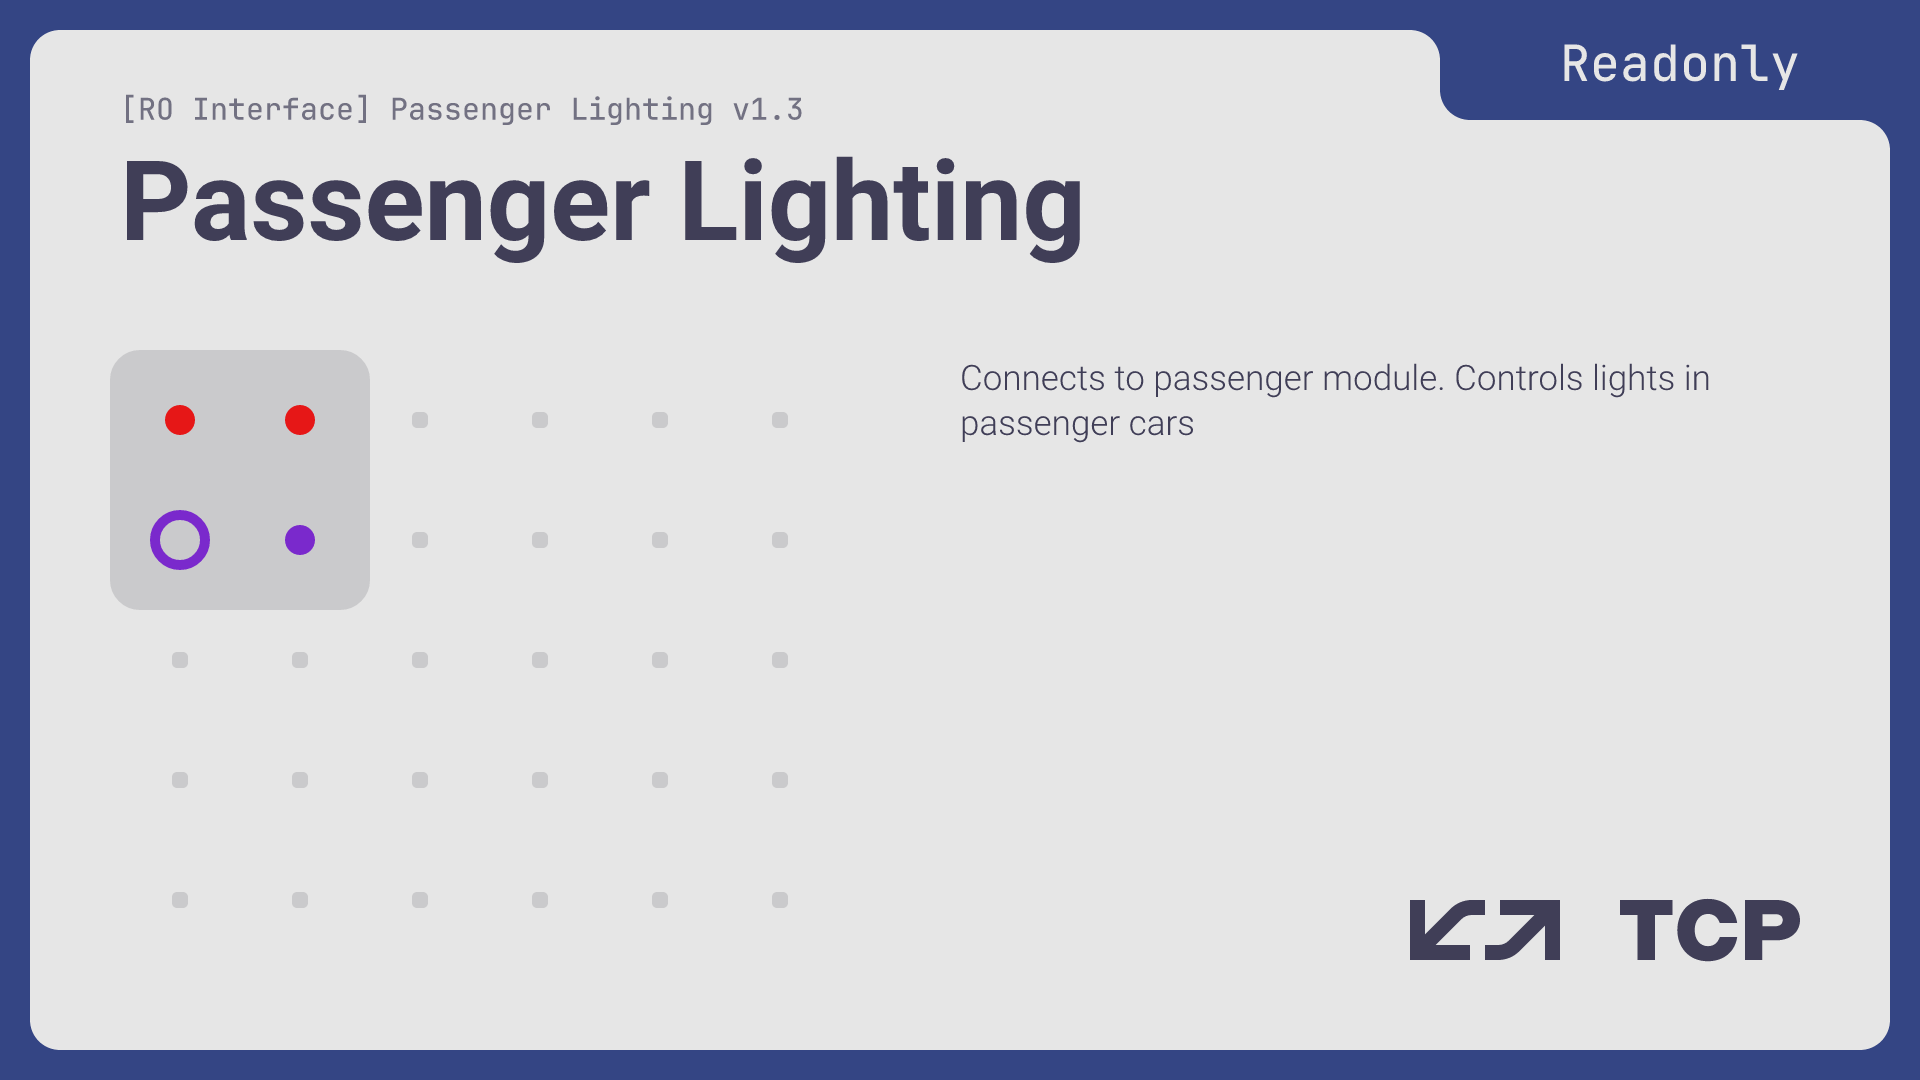 Readonly
[RO Interface] Passenger Lighting v1.3
Passenger Lighting
Connects to passenger module. Controls lights in
passenger cars
TCP